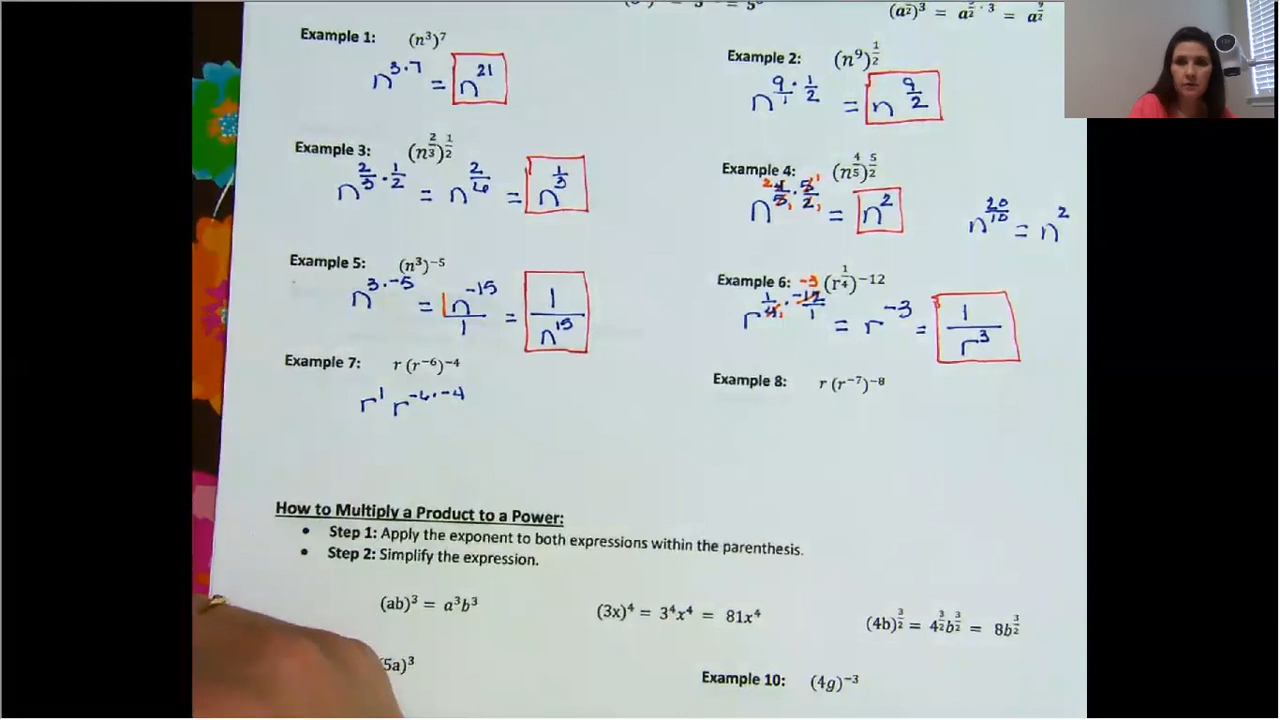 (a^{2})^3 = = a
Example 1: (n^3)^7
n^{3·7} = n^{21}
Example 2: (n^9)^{1/2}
n^{9/1 · 1/2} = n^{9/2}
Example 3: (n^{2/3})^{1/2}
n^{2/3 · 1/2} = n^{2/6} = n^{1/3}
Example 4: (n^{4/5})^{5/2}
n^{4/5 · 5/2} = n^2
n^{20/10} = n^2
Example 5: (n^3)^{-5}
n^{3·-5} = n^{-15}/1 = 1/n^{15}
Example 6: (r^{1/4})^{-12}
r^{1/4 · -12/1} = r^{-3} = 1/r^3
Example 7: r (r^{-6})^{-4}
r^1 r^{-6·-4}
Example 8: r (r^{-7})^{-8}
How to Multiply a Product to a Power:
• Step 1: Apply the exponent to both expressions within the parenthesis.
• Step 2: Simplify the expression.
(ab)^3 = a^3b^3
(3x)^4 = 3^4x^4 = 81x^4
(4b)^{3/2} = 4^{3/2}b^{3/2} = 8b^{3/2}
5a)^3
Example 10: (4g)^{-3}